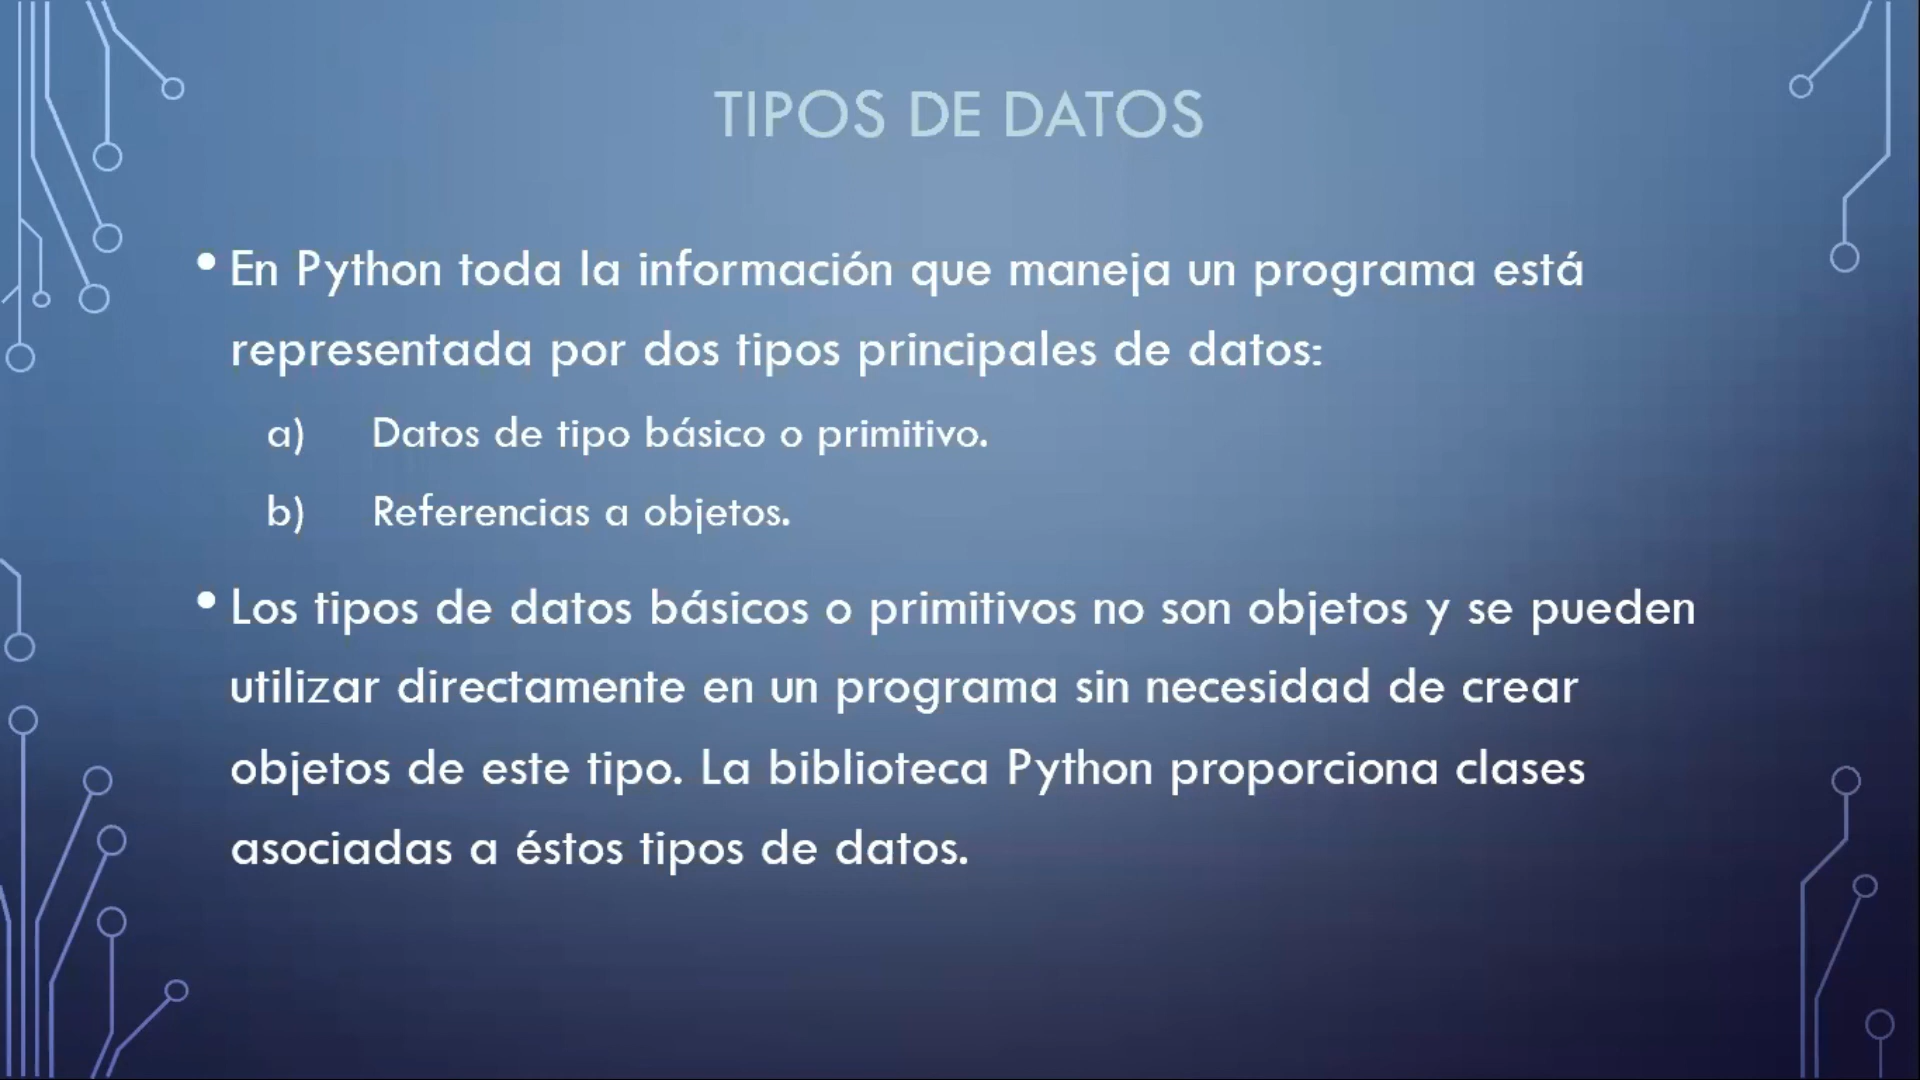 TIPOS DE DATOS
• En Python toda la información que maneja un programa está
representada por dos tipos principales de datos:
a) Datos de tipo básico o primitivo.
b) Referencias a objetos.
• Los tipos de datos básicos o primitivos no son objetos y se pueden
utilizar directamente en un programa sin necesidad de crear
objetos de este tipo. La biblioteca Python proporciona clases
asociadas a éstos tipos de datos.